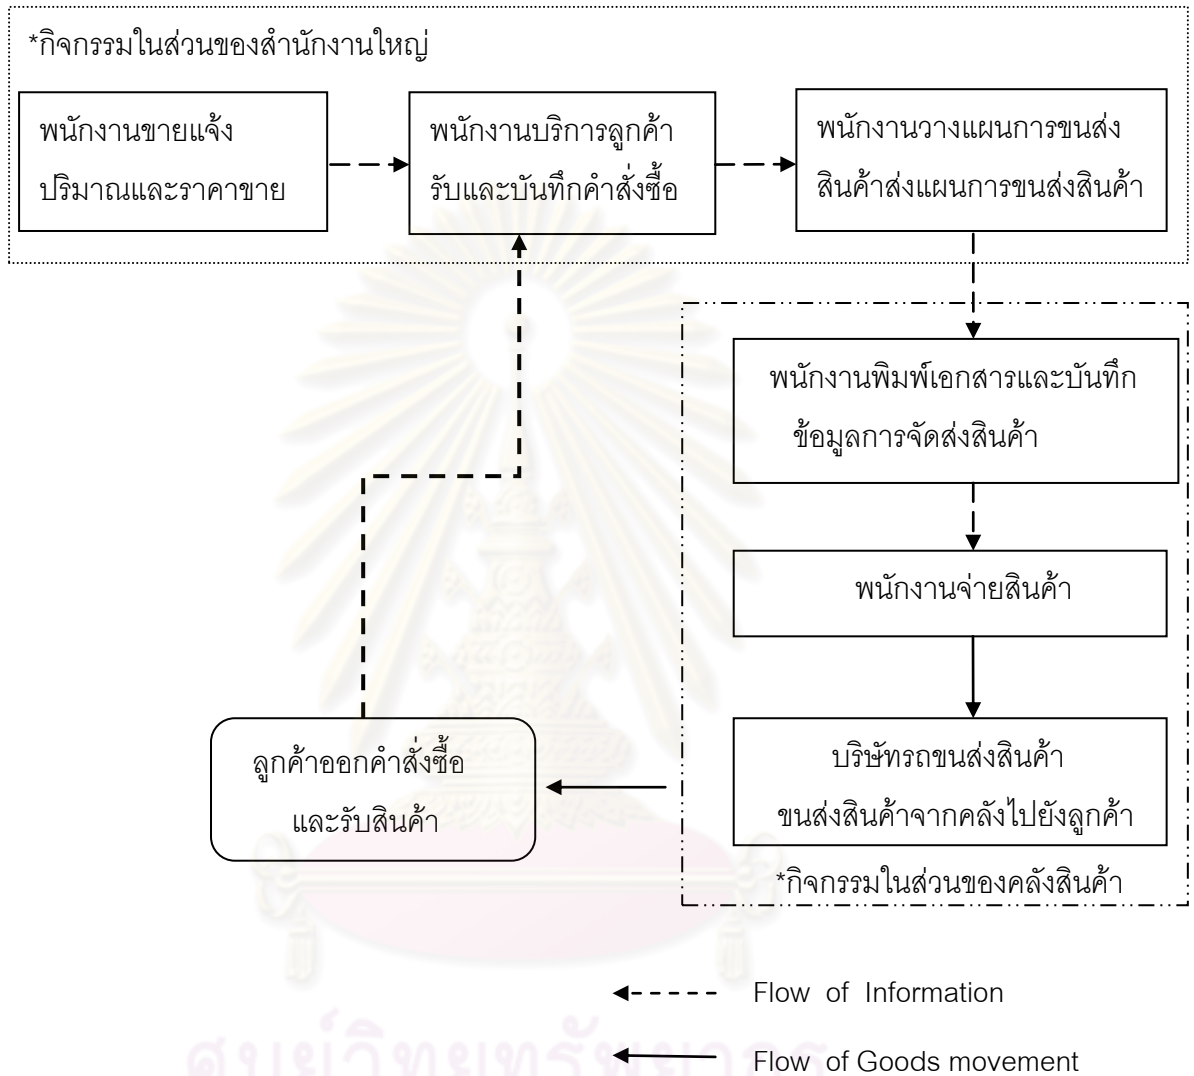 *กิจกรรมในส่วนของสำนักงานใหญ่
พนักงานขายแจ้ง
ปริมาณและราคาขาย
พนักงานบริการลูกค้า
รับและบันทึกคำสั่งซื้อ
พนักงานวางแผนการขนส่ง
สินค้าส่งแผนการขนส่งสินค้า
พนักงานพิมพ์เอกสารและบันทึก
ข้อมูลการจัดส่งสินค้า
พนักงานจ่ายสินค้า
บริษัทรถขนส่งสินค้า
ขนส่งสินค้าจากคลังไปยังลูกค้า
*กิจกรรมในส่วนของคลังสินค้า
ลูกค้าออกคำสั่งซื้อ
และรับสินค้า
Flow of Information
ศูนย์วิทยทรัพยากร
Flow of Goods movement